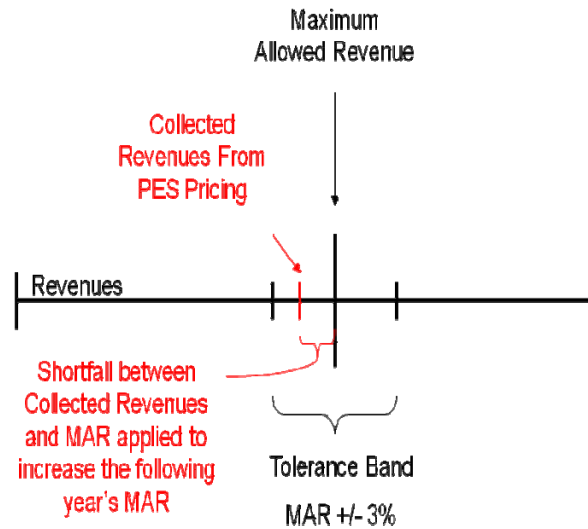 Maximum
Allowed Revenue
Collected
Revenues From
PES Pricing
Revenues
Shortfall between
Collected Revenues
and MAR applied to
increase the following
year's MAR
Tolerance Band
MAR +/- 3%